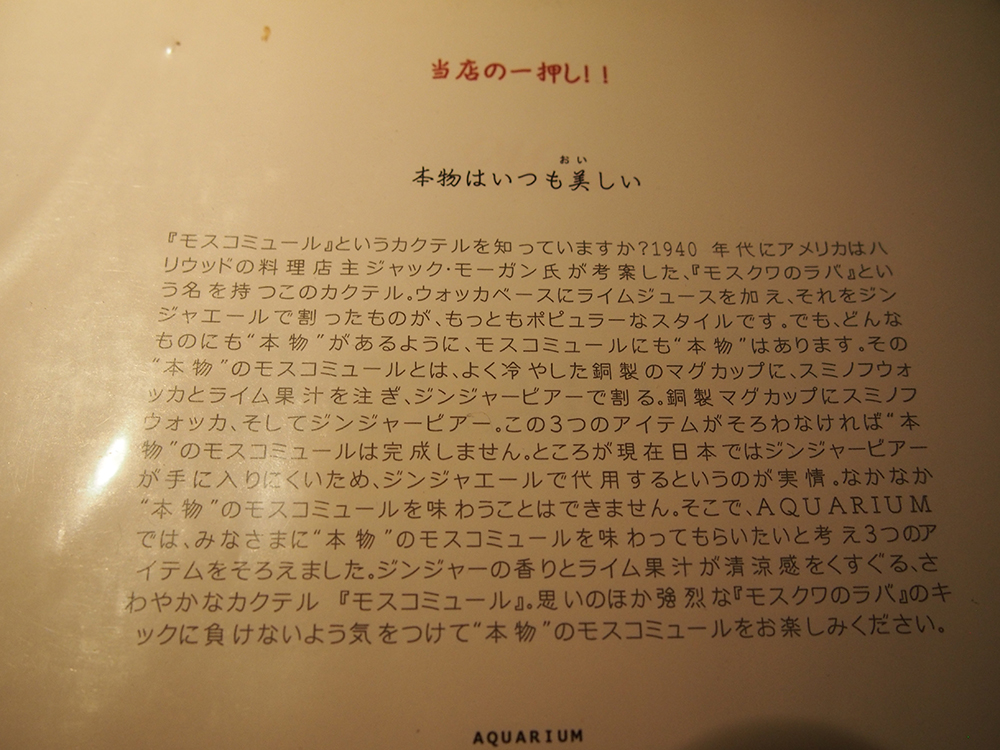 当店の一押し!!
おい
本物はいつも美しい
『モスコミュール』というカクテルを知っていますか?1940 年代にアメリカはハ
リウッドの料理店主ジャック・モーガン氏が考案した、『モスクワのラバ』とい
う名を持つこのカクテル。ウォッカベースにライムジュースを加え、それをジン
ジャエールで割ったものが、もっともポピュラーなスタイルです。でも、どんな
ものにも“本物”があるように、モスコミュールにも“本物”はあります。その
“本物”のモスコミュールとは、よく冷やした銅製のマグカップに、スミノフウォ
ッカとライム果汁を注ぎ、ジンジャービアーで割る。銅製マグカップにスミノフ
ウォッカ、そしてジンジャービアー。この3つのアイテムがそろわなければ“本
物”のモスコミュールは完成しません。ところが現在日本ではジンジャービアー
が手に入りにくいため、ジンジャエールで代用するというのが実情。なかなか
“本物”のモスコミュールを味わうことはできません。そこで、AQUARIUM
では、みなさまに“本物”のモスコミュールを味わってもらいたいと考え3つのア
イテムをそろえました。ジンジャーの香りとライム果汁が清涼感をくすぐる、さ
わやかなカクテル 『モスコミュール』。思いのほか強烈な『モスクワのラバ』のキ
ックに負けないよう気をつけて“本物”のモスコミュールをお楽しみください。
AQUARIUM